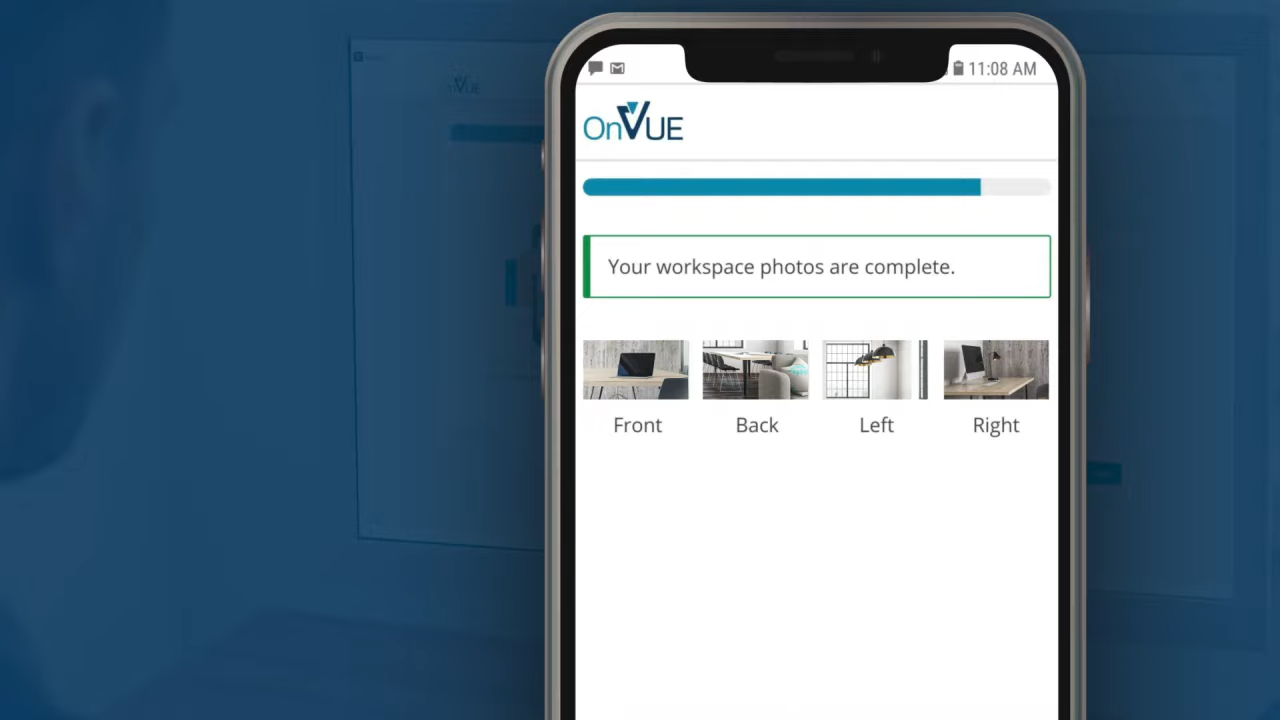 11:08 AM
OnVUE
Your workspace photos are complete.
Front
Back
Left
Right